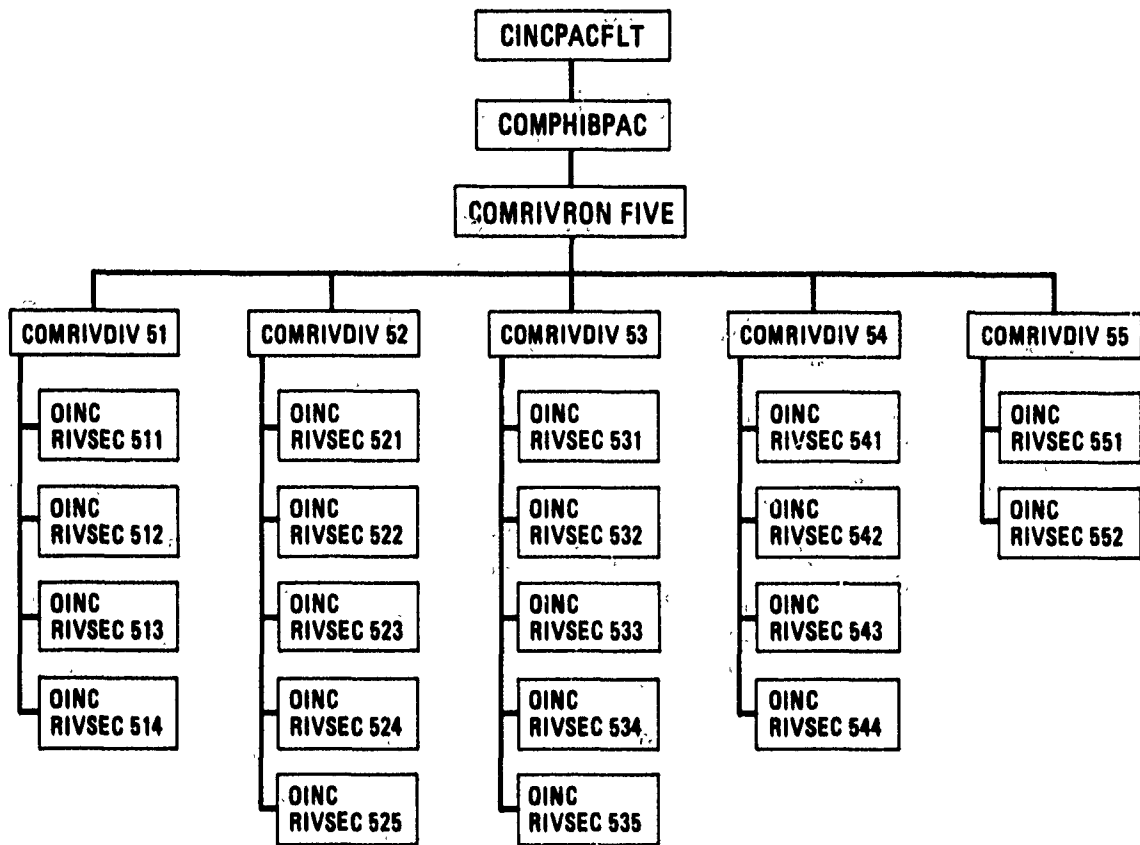 CINCPACFLT
COMPHIBPAC
COMRIVRON FIVE
COMRIVDIV 51
OINC
RIVSEC 511
OINC
RIVSEC 512
OINC
RIVSEC 513
OINC
RIVSEC 514
COMRIVDIV 52
OINC
RIVSEC 521
OINC
RIVSEC 522
OINC
RIVSEC 523
OINC
RIVSEC 524
OINC
RIVSEC 525
COMRIVDIV 53
OINC
RIVSEC 531
OINC
RIVSEC 532
OINC
RIVSEC 533
OINC
RIVSEC 534
OINC
RIVSEC 535
COMRIVDIV 54
OINC
RIVSEC 541
OINC
RIVSEC 542
OINC
RIVSEC 543
OINC
RIVSEC 544
COMRIVDIV 55
OINC
RIVSEC 551
OINC
RIVSEC 552